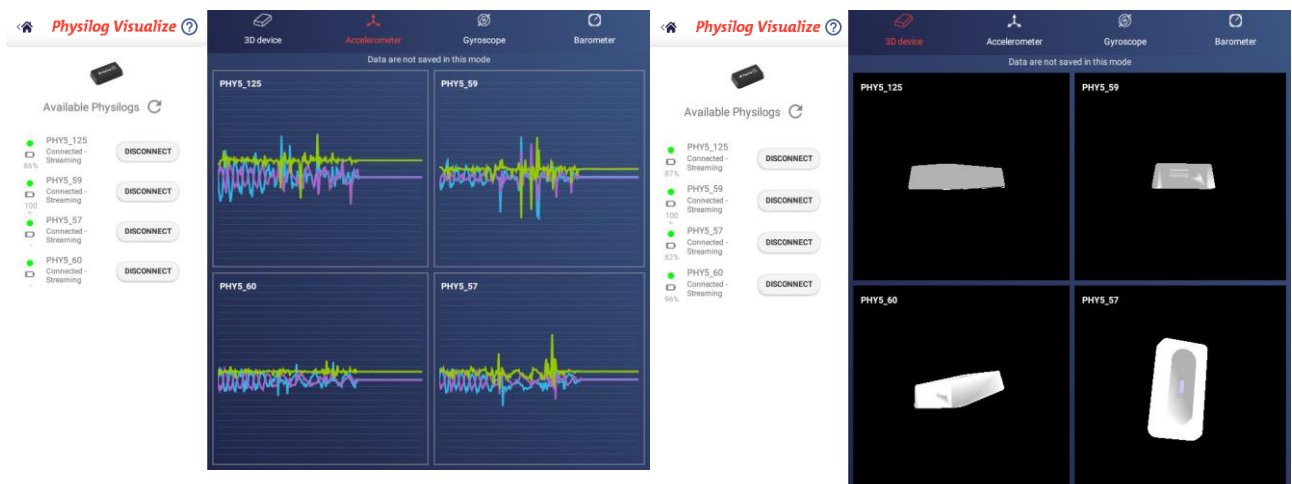 Physilog Visualize ?
Available Physilogs
PHY5_125
Connected -
Streaming
86%
DISCONNECT
PHY5_59
Connected -
Streaming
100
%
DISCONNECT
PHY5_57
Connected -
Streaming
-
DISCONNECT
PHY5_60
Connected -
Streaming
-
DISCONNECT
3D device
Accelerometer
Gyroscope
Barometer
Data are not saved in this mode
PHY5_125
PHY5_59
PHY5_60
PHY5_57
Physilog Visualize ?
Available Physilogs
PHY5_125
Connected -
Streaming
87%
DISCONNECT
PHY5_59
Connected -
Streaming
100
%
DISCONNECT
PHY5_57
Connected -
Streaming
82%
DISCONNECT
PHY5_60
Connected -
Streaming
96%
DISCONNECT
3D device
Accelerometer
Gyroscope
Barometer
Data are not saved in this mode
PHY5_125
PHY5_59
PHY5_60
PHY5_57